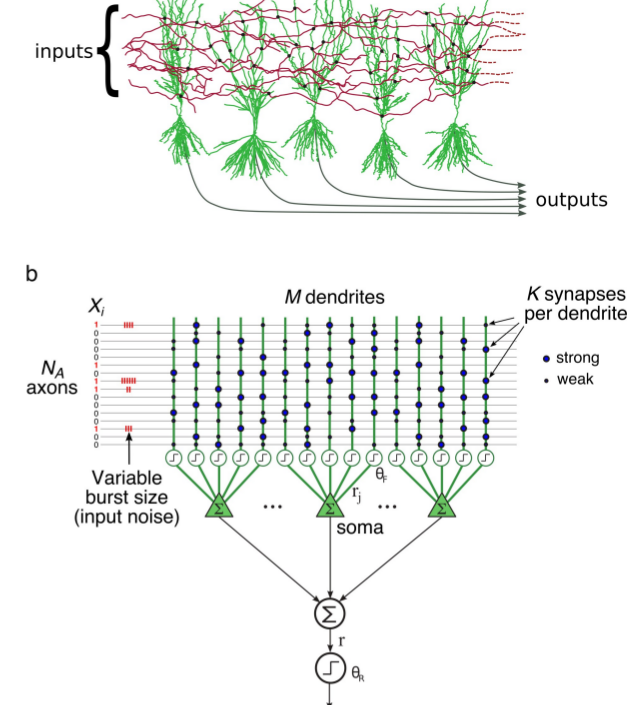 inputs
outputs
b
M dendrites
K synapses
per dendrite
X_i
N_A
axons
strong
weak
1
0
0
0
0
1
0
1
1
0
0
0
0
1
0
0
Variable
burst size
(input noise)
θ_F
r_j
Σ
...
Σ
...
Σ
soma
Σ
r
θ_R